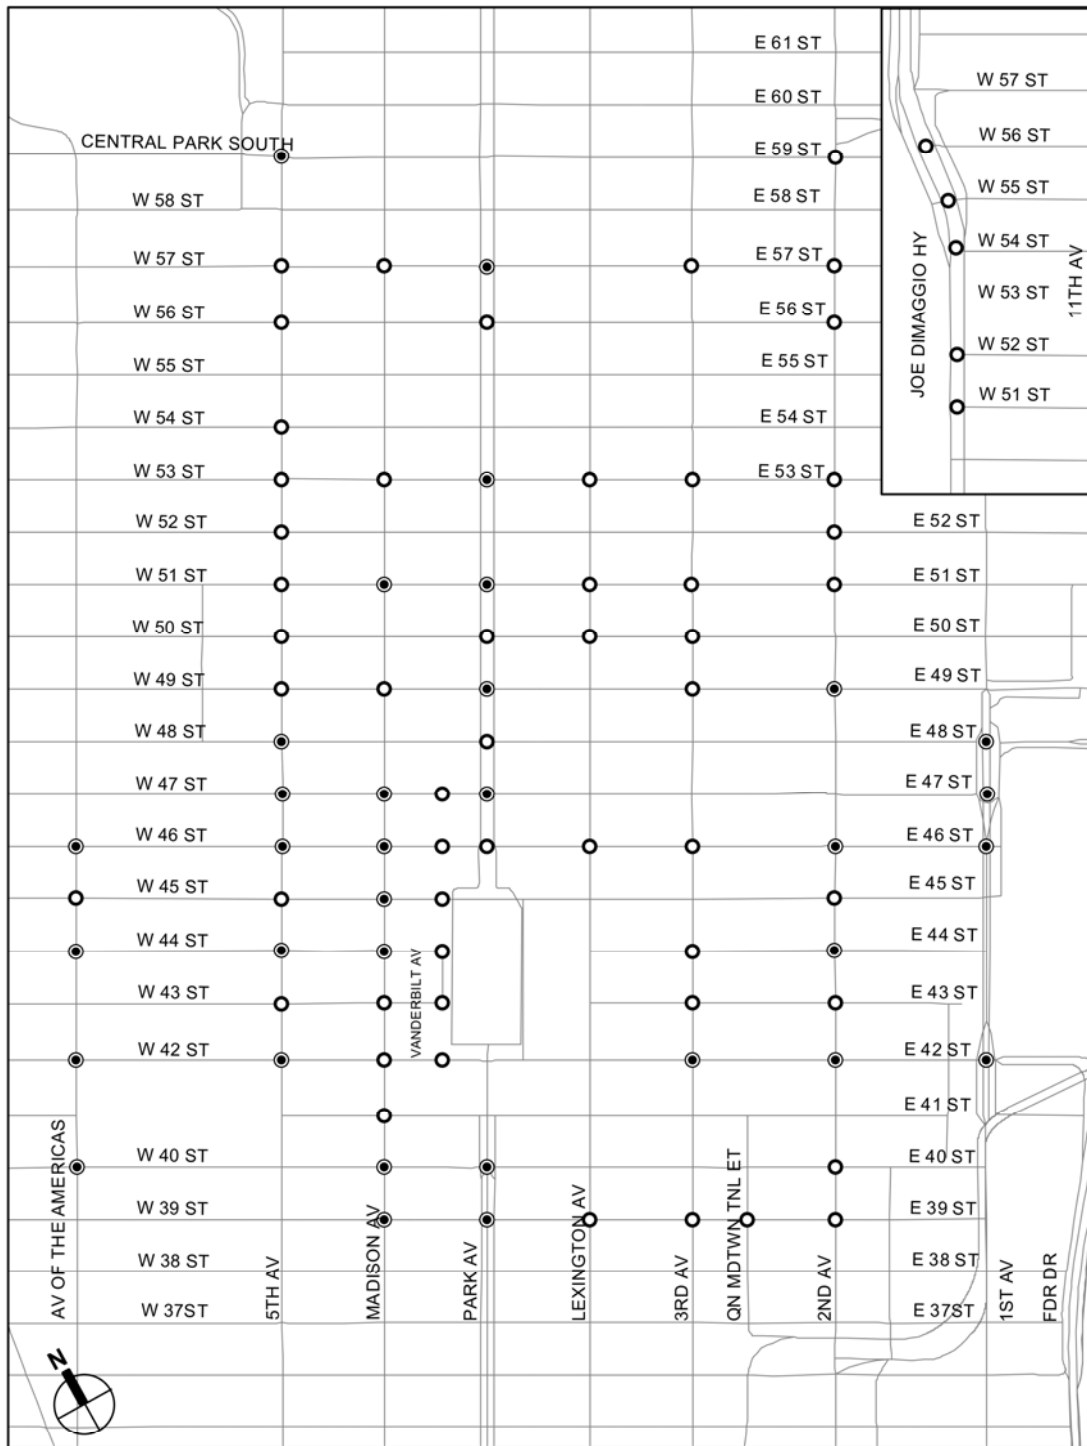 E 61 ST
W 57 ST
E 60 ST
W 56 ST
CENTRAL PARK SOUTH
E 59 ST
W 55 ST
W 58 ST
E 58 ST
W 54 ST
W 57 ST
E 57 ST
JOE DIMAGGIO HY
11TH AV
W 53 ST
W 56 ST
E 56 ST
W 52 ST
W 55 ST
E 55 ST
W 51 ST
W 54 ST
E 54 ST
W 53 ST
E 53 ST
W 52 ST
E 52 ST
W 51 ST
E 51 ST
W 50 ST
E 50 ST
W 49 ST
E 49 ST
W 48 ST
E 48 ST
W 47 ST
E 47 ST
W 46 ST
E 46 ST
W 45 ST
E 45 ST
W 44 ST
E 44 ST
VANDERBILT AV
W 43 ST
E 43 ST
W 42 ST
E 42 ST
E 41 ST
W 40 ST
E 40 ST
W 39 ST
E 39 ST
W 38 ST
E 38 ST
AV OF THE AMERICAS
5TH AV
MADISON AV
PARK AV
LEXINGTON AV
3RD AV
QN MDTWN TNL ET
2ND AV
1ST AV
FDR DR
W 37ST
E 37ST
N